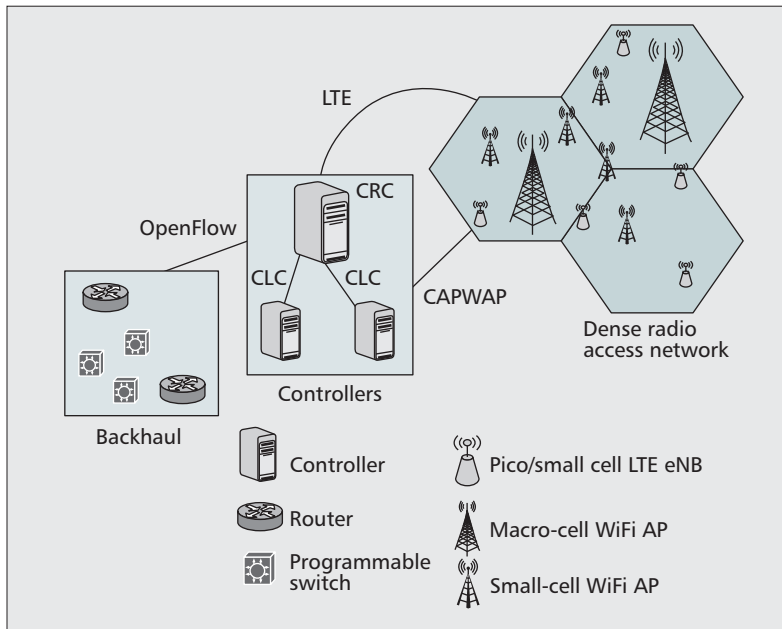 LTE
CRC
OpenFlow
CLC
CLC
CAPWAP
Dense radio
access network
Controllers
Backhaul
Controller
Router
Programmable
switch
Pico/small cell LTE eNB
Macro-cell WiFi AP
Small-cell WiFi AP